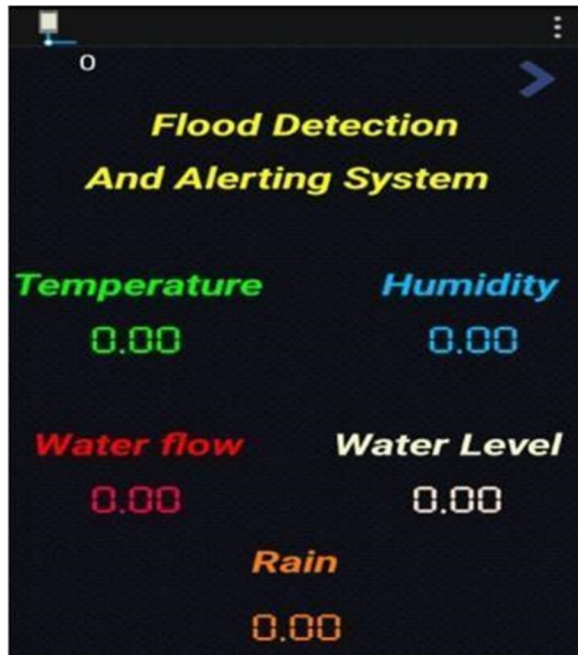 0
Flood Detection
And Alerting System
Temperature
Humidity
0.00
0.00
Water flow
Water Level
0.00
0.00
Rain
0.00